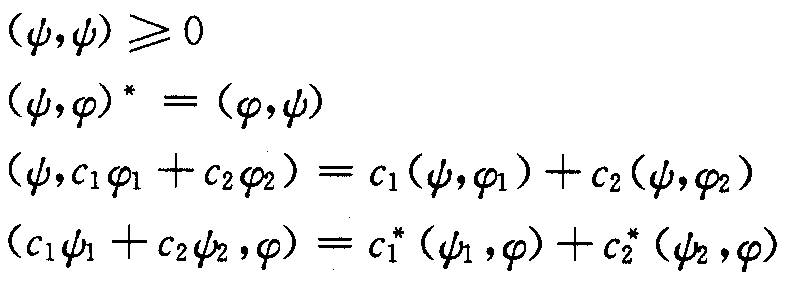 (ψ,ψ) ⩾ 0
(ψ,φ)* = (φ,ψ)
(ψ,c₁φ₁ + c₂φ₂) = c₁(ψ,φ₁) + c₂(ψ,φ₂)
(c₁ψ₁ + c₂ψ₂,φ) = c₁*(ψ₁,φ) + c₂*(ψ₂,φ)